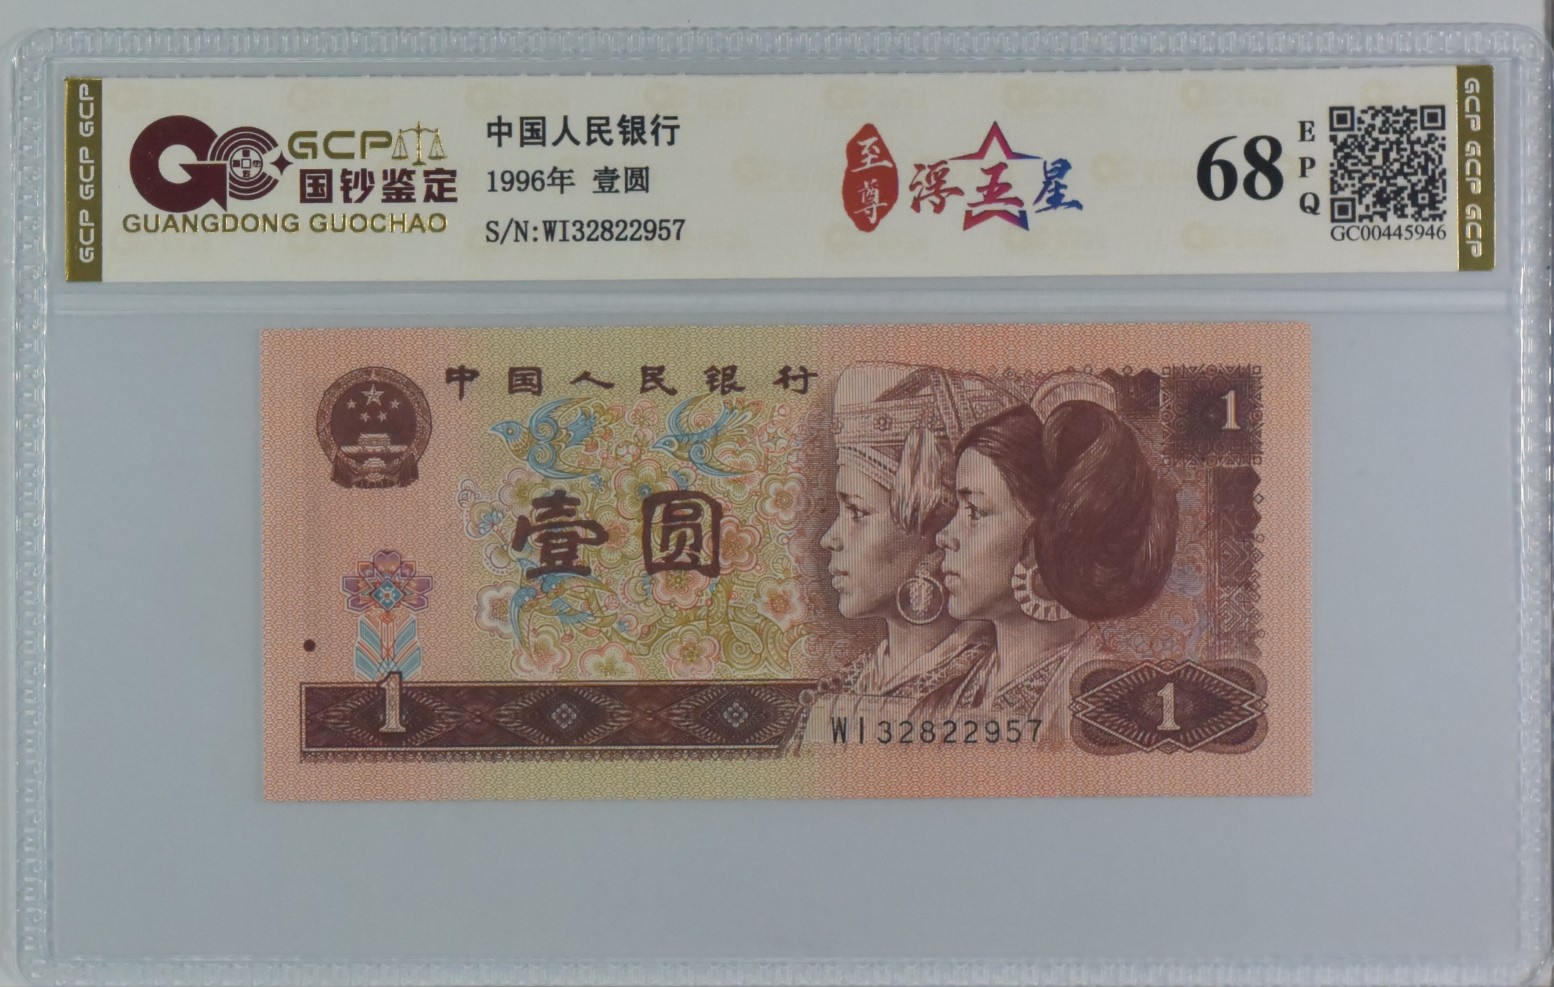 GCP GCP GCP
GCP
国钞鉴定
GUANGDONG GUOCHAO
中国人民银行
1996年 壹圆
S/N:WI32822957
至尊
浮五星
68
EPQ
GC00445946
GCP GCP GCP
中国人民银行
1
壹圆
1
WI32822957
1